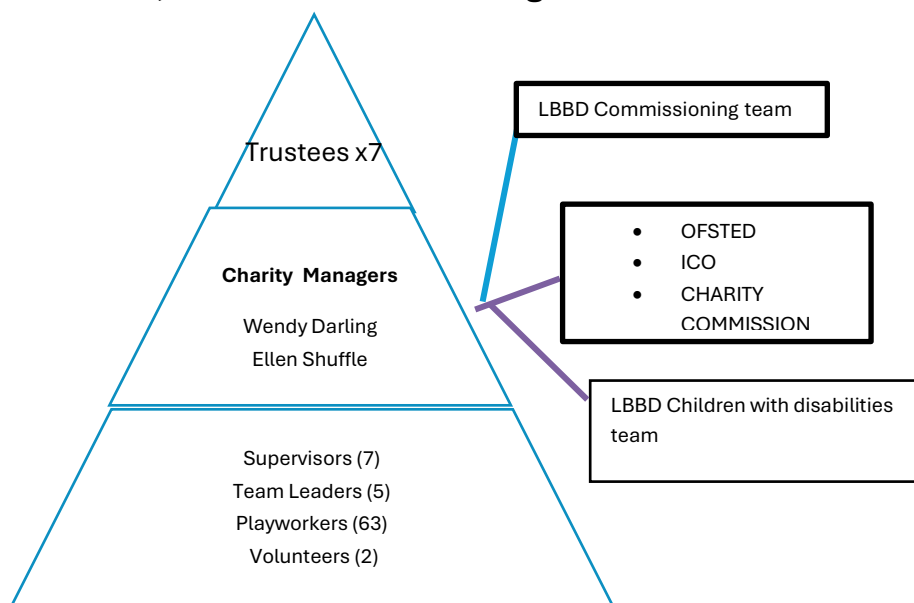 Trustees x7
LBBD Commissioning team
OFSTED
ICO
CHARITY
COMMISSION
Charity Managers
Wendy Darling
Ellen Shuffle
LBBD Children with disabilities
team
Supervisors (7)
Team Leaders (5)
Playworkers (63)
Volunteers (2)